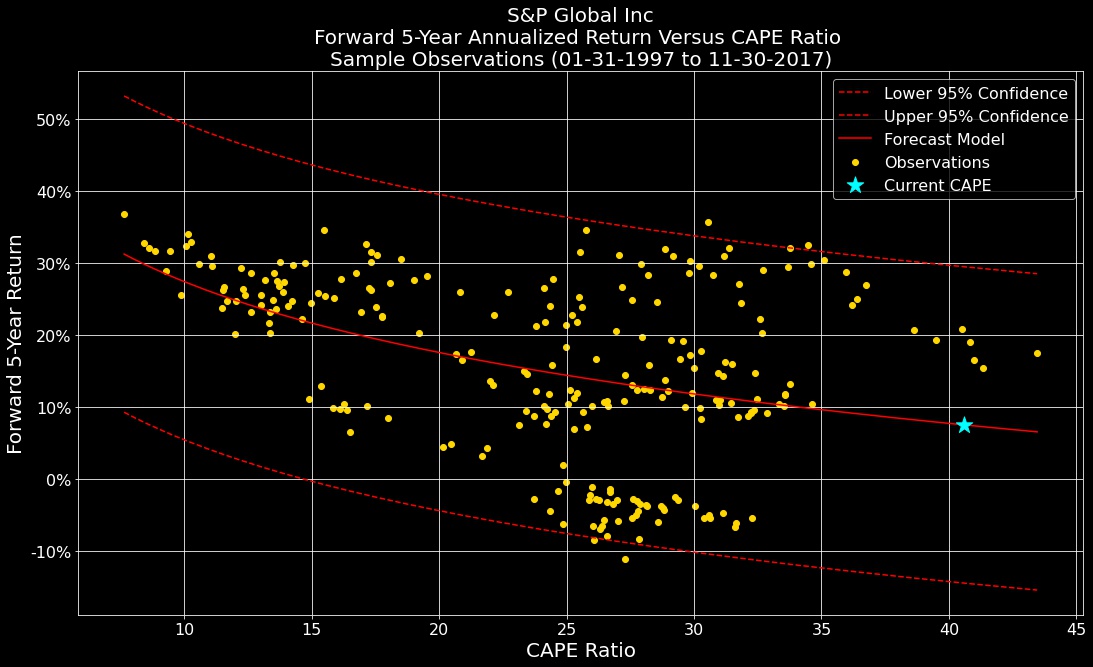 S&P Global Inc
Forward 5-Year Annualized Return Versus CAPE Ratio
Sample Observations (01-31-1997 to 11-30-2017)
Lower 95% Confidence
Upper 95% Confidence
Forecast Model
Observations
Current CAPE
Forward 5-Year Return
50%
40%
30%
20%
10%
0%
-10%
10 15 20 25 30 35 40 45
CAPE Ratio